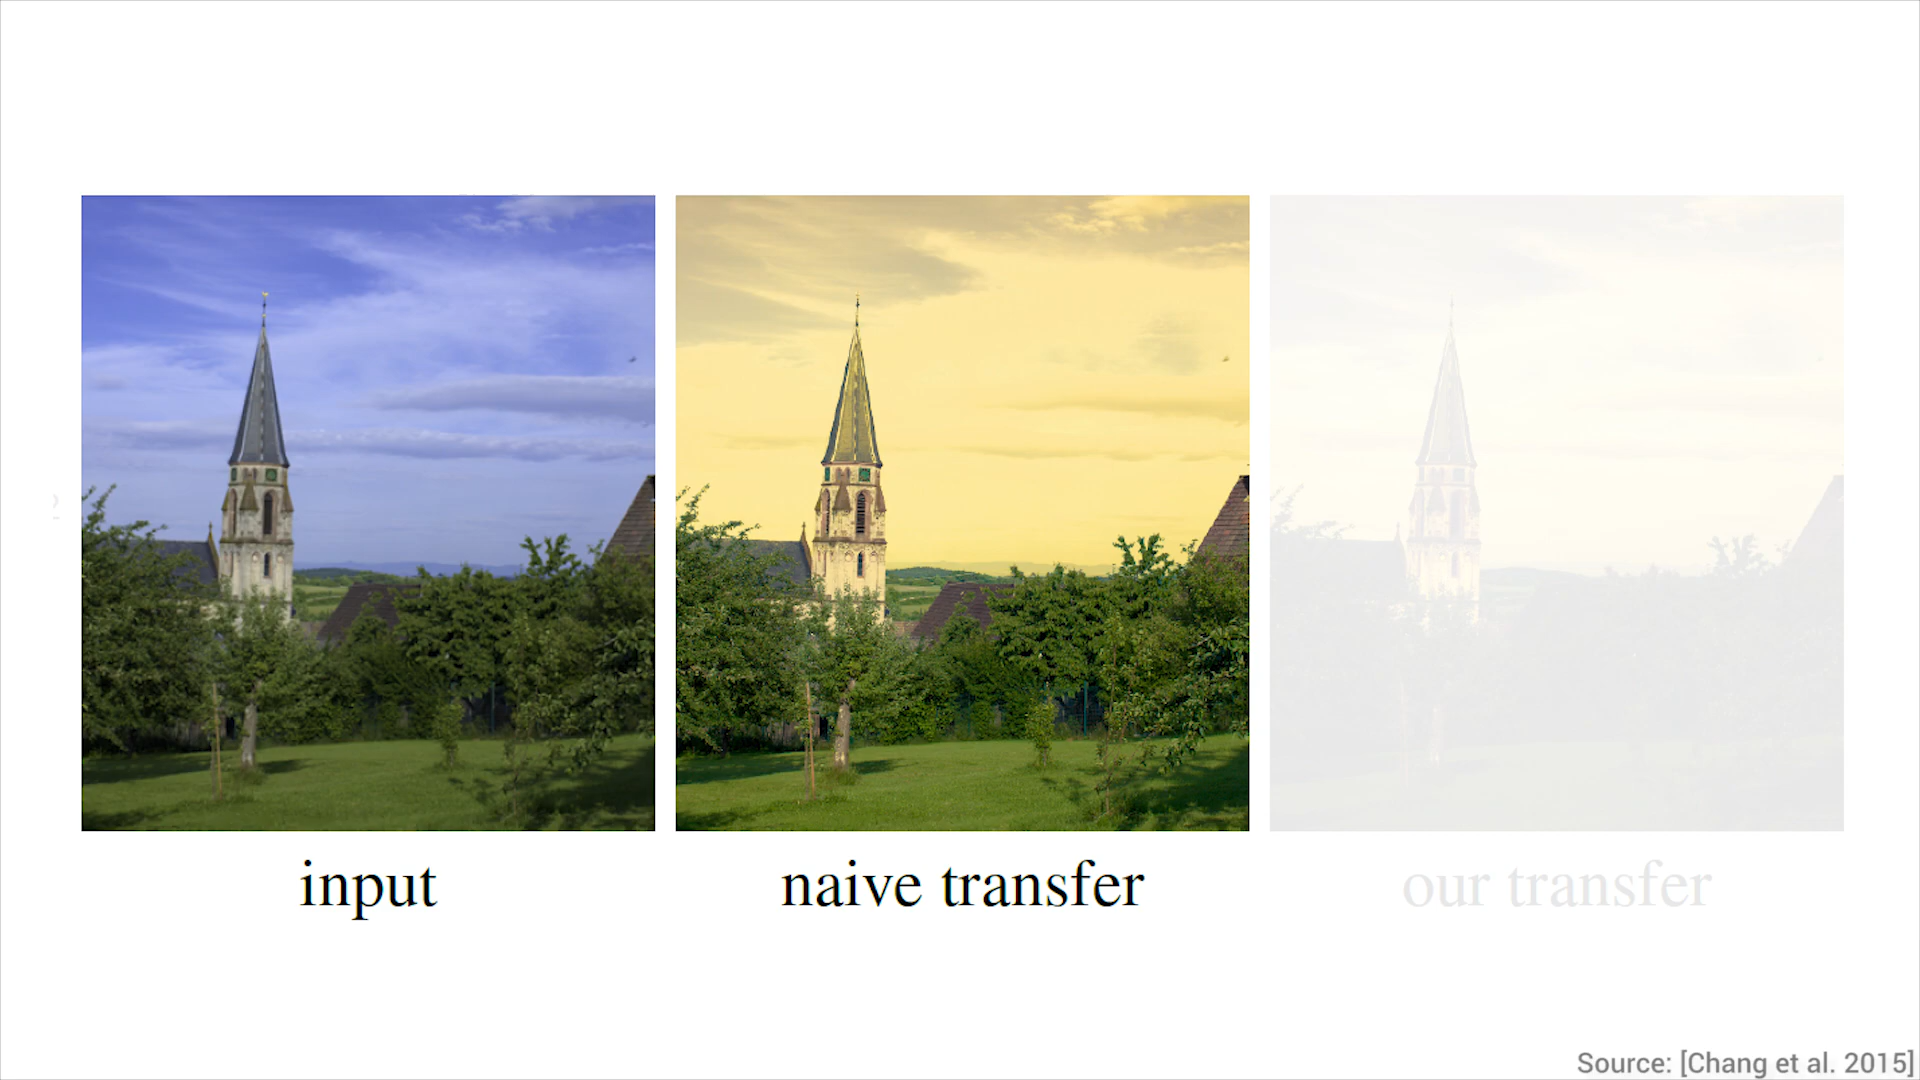 input
naive transfer
our transfer
Source: [Chang et al. 2015]